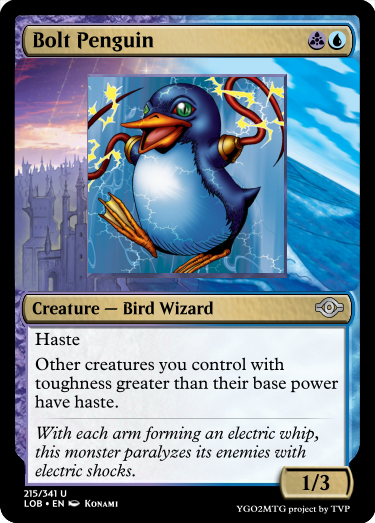 Bolt Penguin
Creature — Bird Wizard
Haste
Other creatures you control with
toughness greater than their base power
have haste.
With each arm forming an electric whip,
this monster paralyzes its enemies with
electric shocks.
1/3
215/341 U
LOB • EN Konami
YGO2MTG project by TVP